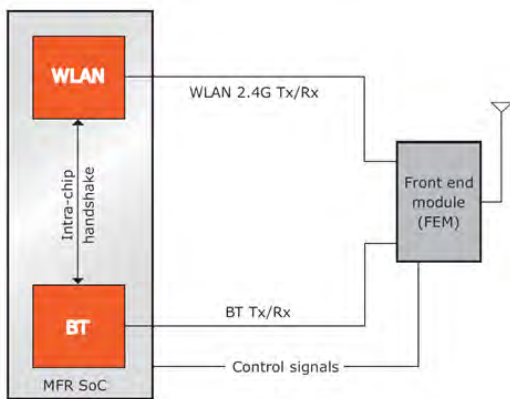 WLAN
WLAN 2.4G Tx/Rx
Intra-chip
handshake
Front end
module
(FEM)
BT
BT Tx/Rx
Control signals
MFR SoC